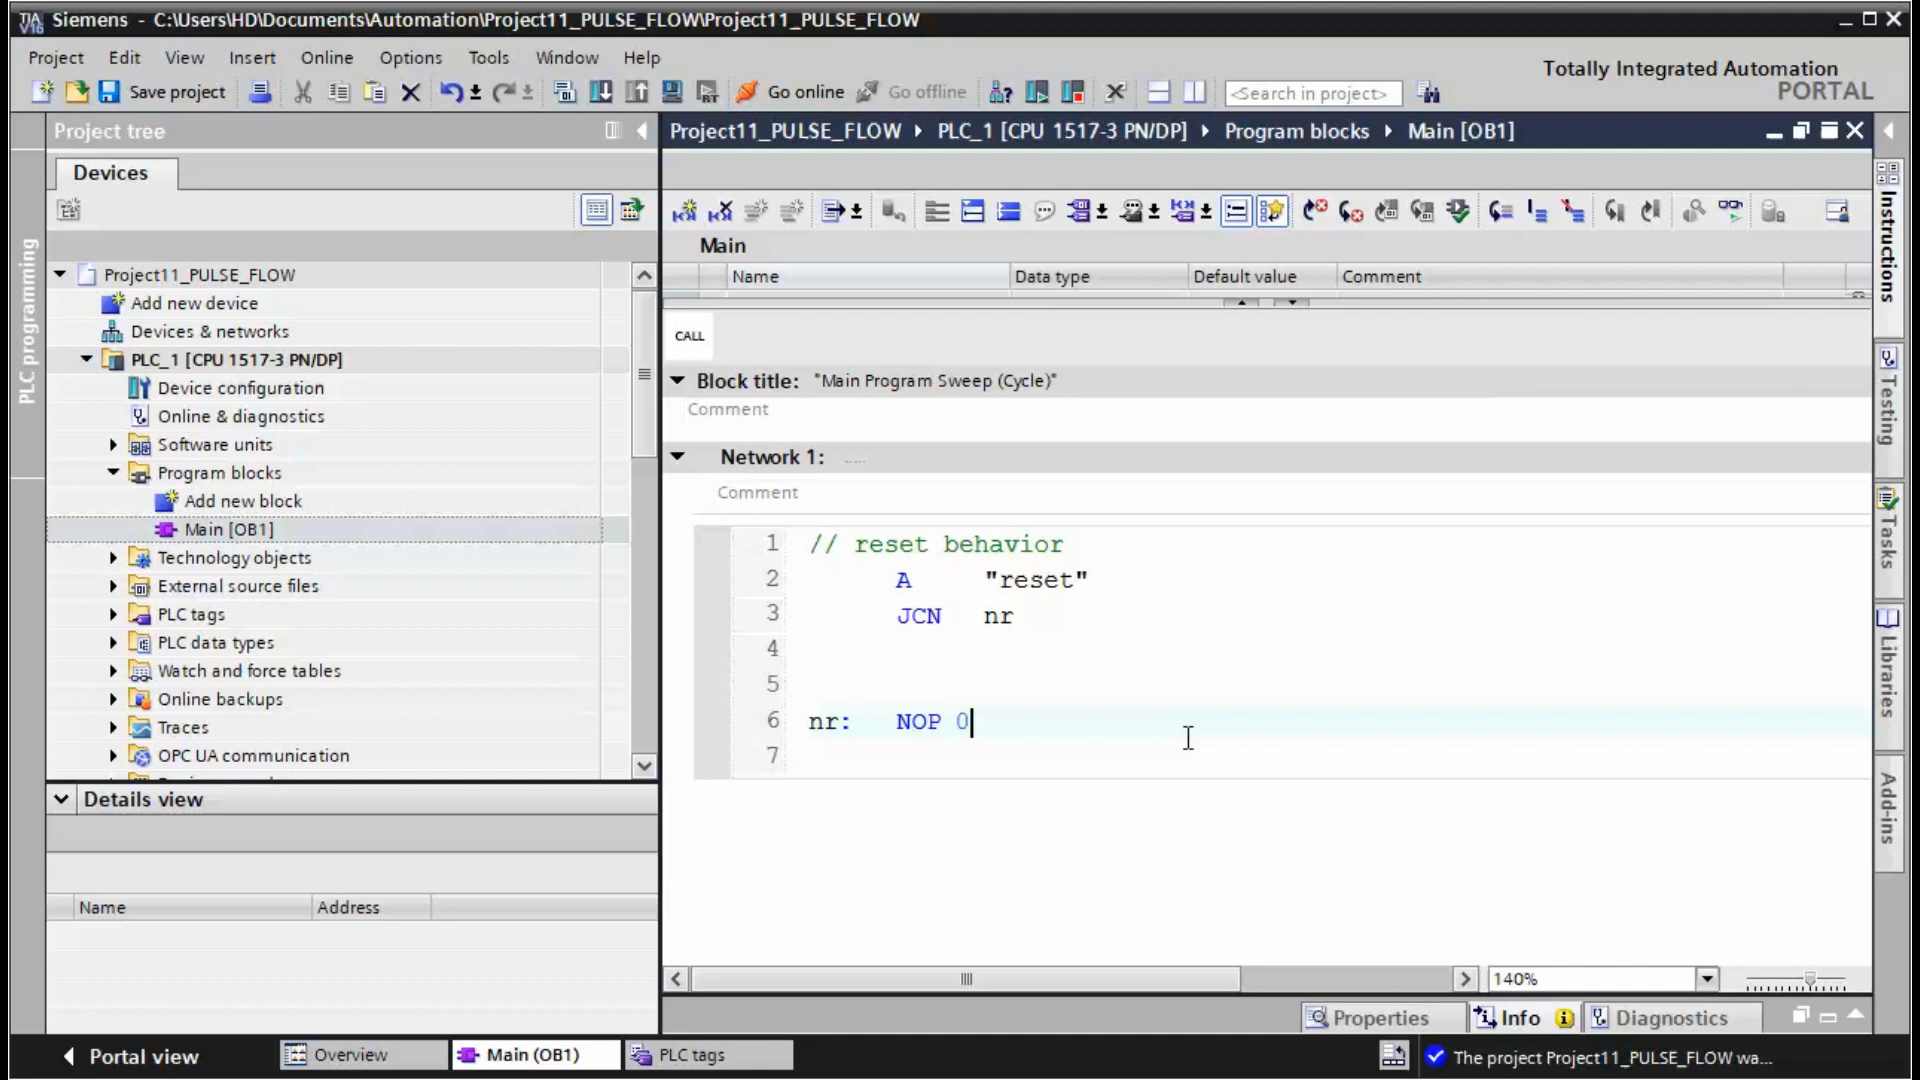 Siemens - C:\Users\HD\Documents\Automation\Project11_PULSE_FLOW\Project11_PULSE_FLOW
Project Edit View Insert Online Options Tools Window Help
Totally Integrated Automation
PORTAL
Save project
Go online
Go offline
<Search in project>
Project tree
Project11_PULSE_FLOW
PLC_1 [CPU 1517-3 PN/DP]
Program blocks
Main [OB1]
Devices
PLC programming
Project11_PULSE_FLOW
Add new device
Devices & networks
PLC_1 [CPU 1517-3 PN/DP]
Device configuration
Online & diagnostics
Software units
Program blocks
Add new block
Main [OB1]
Technology objects
External source files
PLC tags
PLC data types
Watch and force tables
Online backups
Traces
OPC UA communication
Details view
Name Address
Main
Name Data type Default value Comment
CALL
Block title: "Main Program Sweep (Cycle)"
Comment
Network 1: .....
Comment
1 // reset behavior
2 A "reset"
3 JCN nr
4
5
6 nr: NOP 0
7
140%
Properties Info Diagnostics
Instructions
Testing
Tasks
Libraries
Add-ins
Portal view Overview Main (OB1) PLC tags
The project Project11_PULSE_FLOW wa...